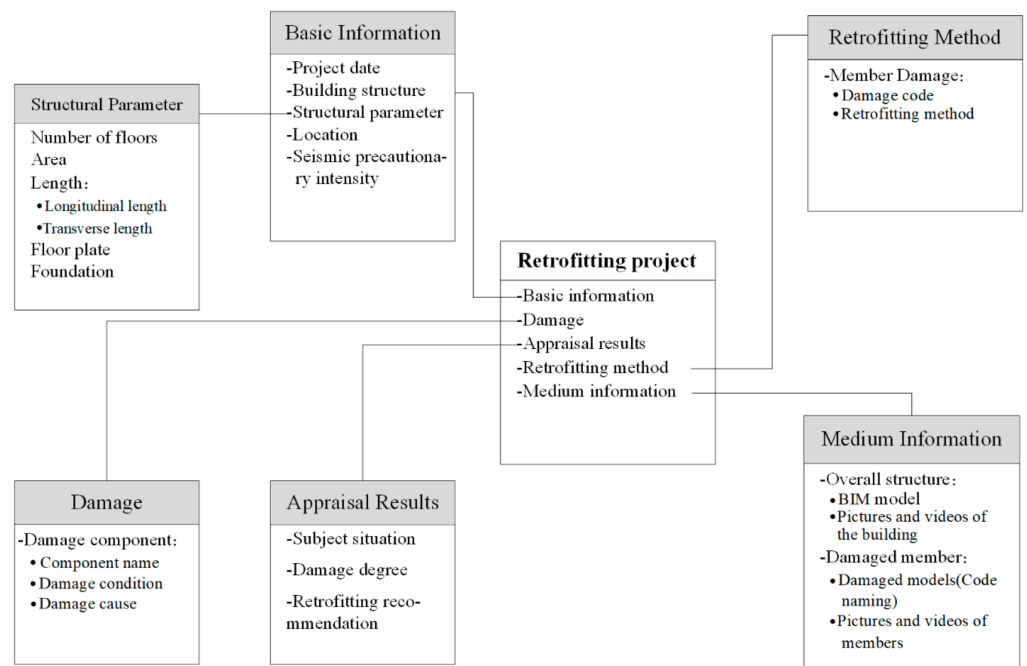 Basic Information
-Project date
-Building structure
-Structural parameter
-Location
-Seismic precautiona-
ry intensity
Retrofitting Method
-Member Damage:
•Damage code
•Retrofitting method
Structural Parameter
Number of floors
Area
Length:
•Longitudinal length
•Transverse length
Floor plate
Foundation
Retrofitting project
-Basic information
-Damage
-Appraisal results
-Retrofitting method
-Medium information
Damage
-Damage component:
• Component name
• Damage condition
• Damage cause
Appraisal Results
-Subject situation
-Damage degree
-Retrofitting reco-
mmendation
Medium Information
-Overall structure:
•BIM model
•Pictures and videos of
the building
-Damaged member:
•Damaged models(Code
naming)
•Pictures and videos of
members